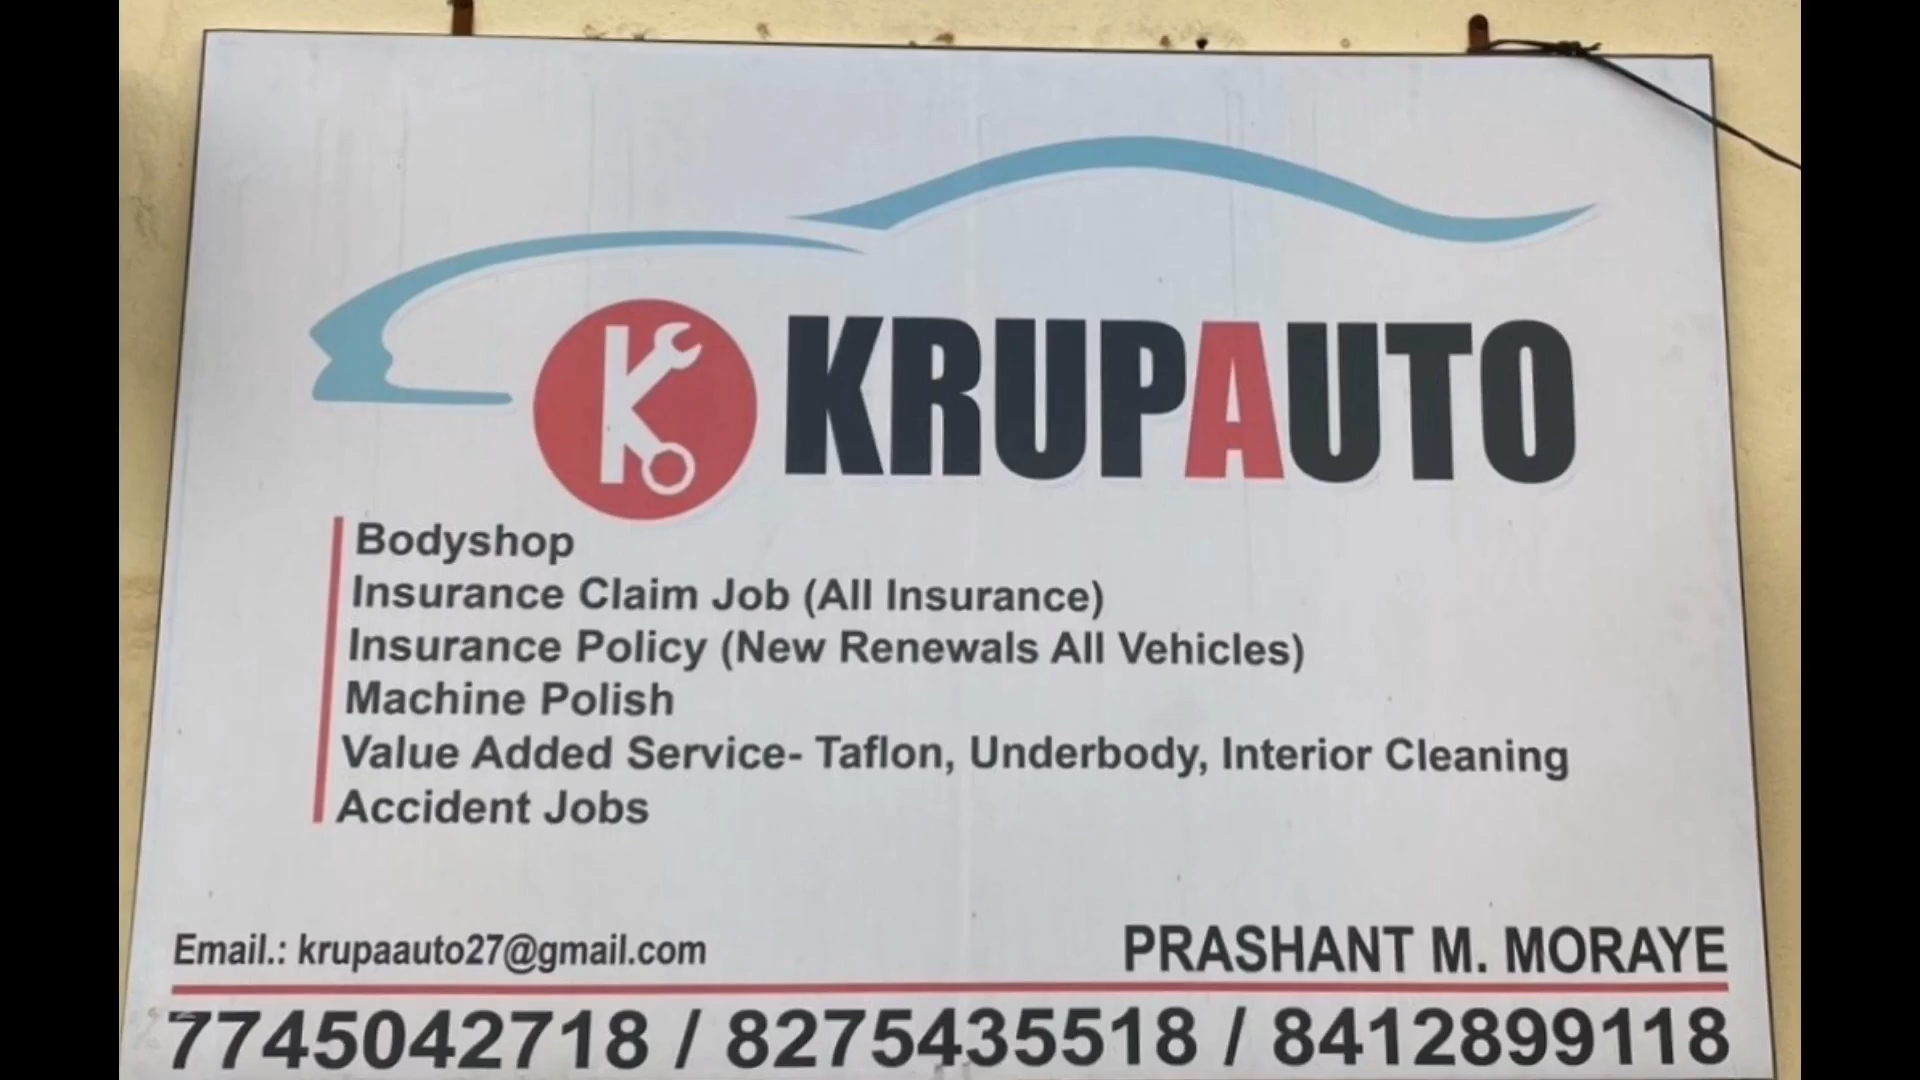 KRUPAUTO
Bodyshop
Insurance Claim Job (All Insurance)
Insurance Policy (New Renewals All Vehicles)
Machine Polish
Value Added Service- Taflon, Underbody, Interior Cleaning
Accident Jobs
Email.: krupaauto27@gmail.com
PRASHANT M. MORAYE
7745042718 / 8275435518 / 8412899118